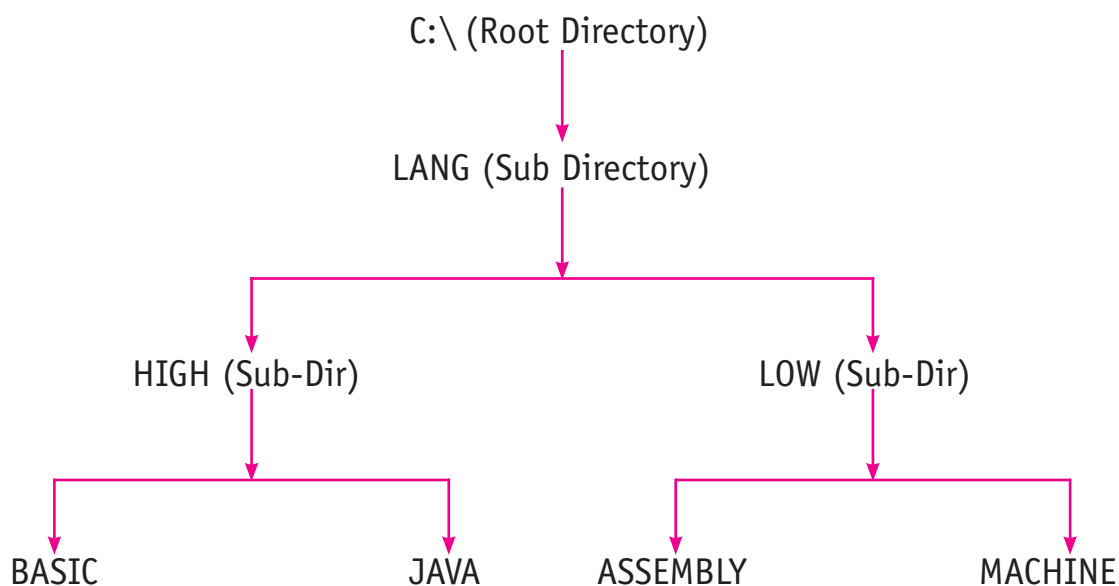 C:\ (Root Directory)
LANG (Sub Directory)
HIGH (Sub-Dir)
LOW (Sub-Dir)
BASIC
JAVA
ASSEMBLY
MACHINE